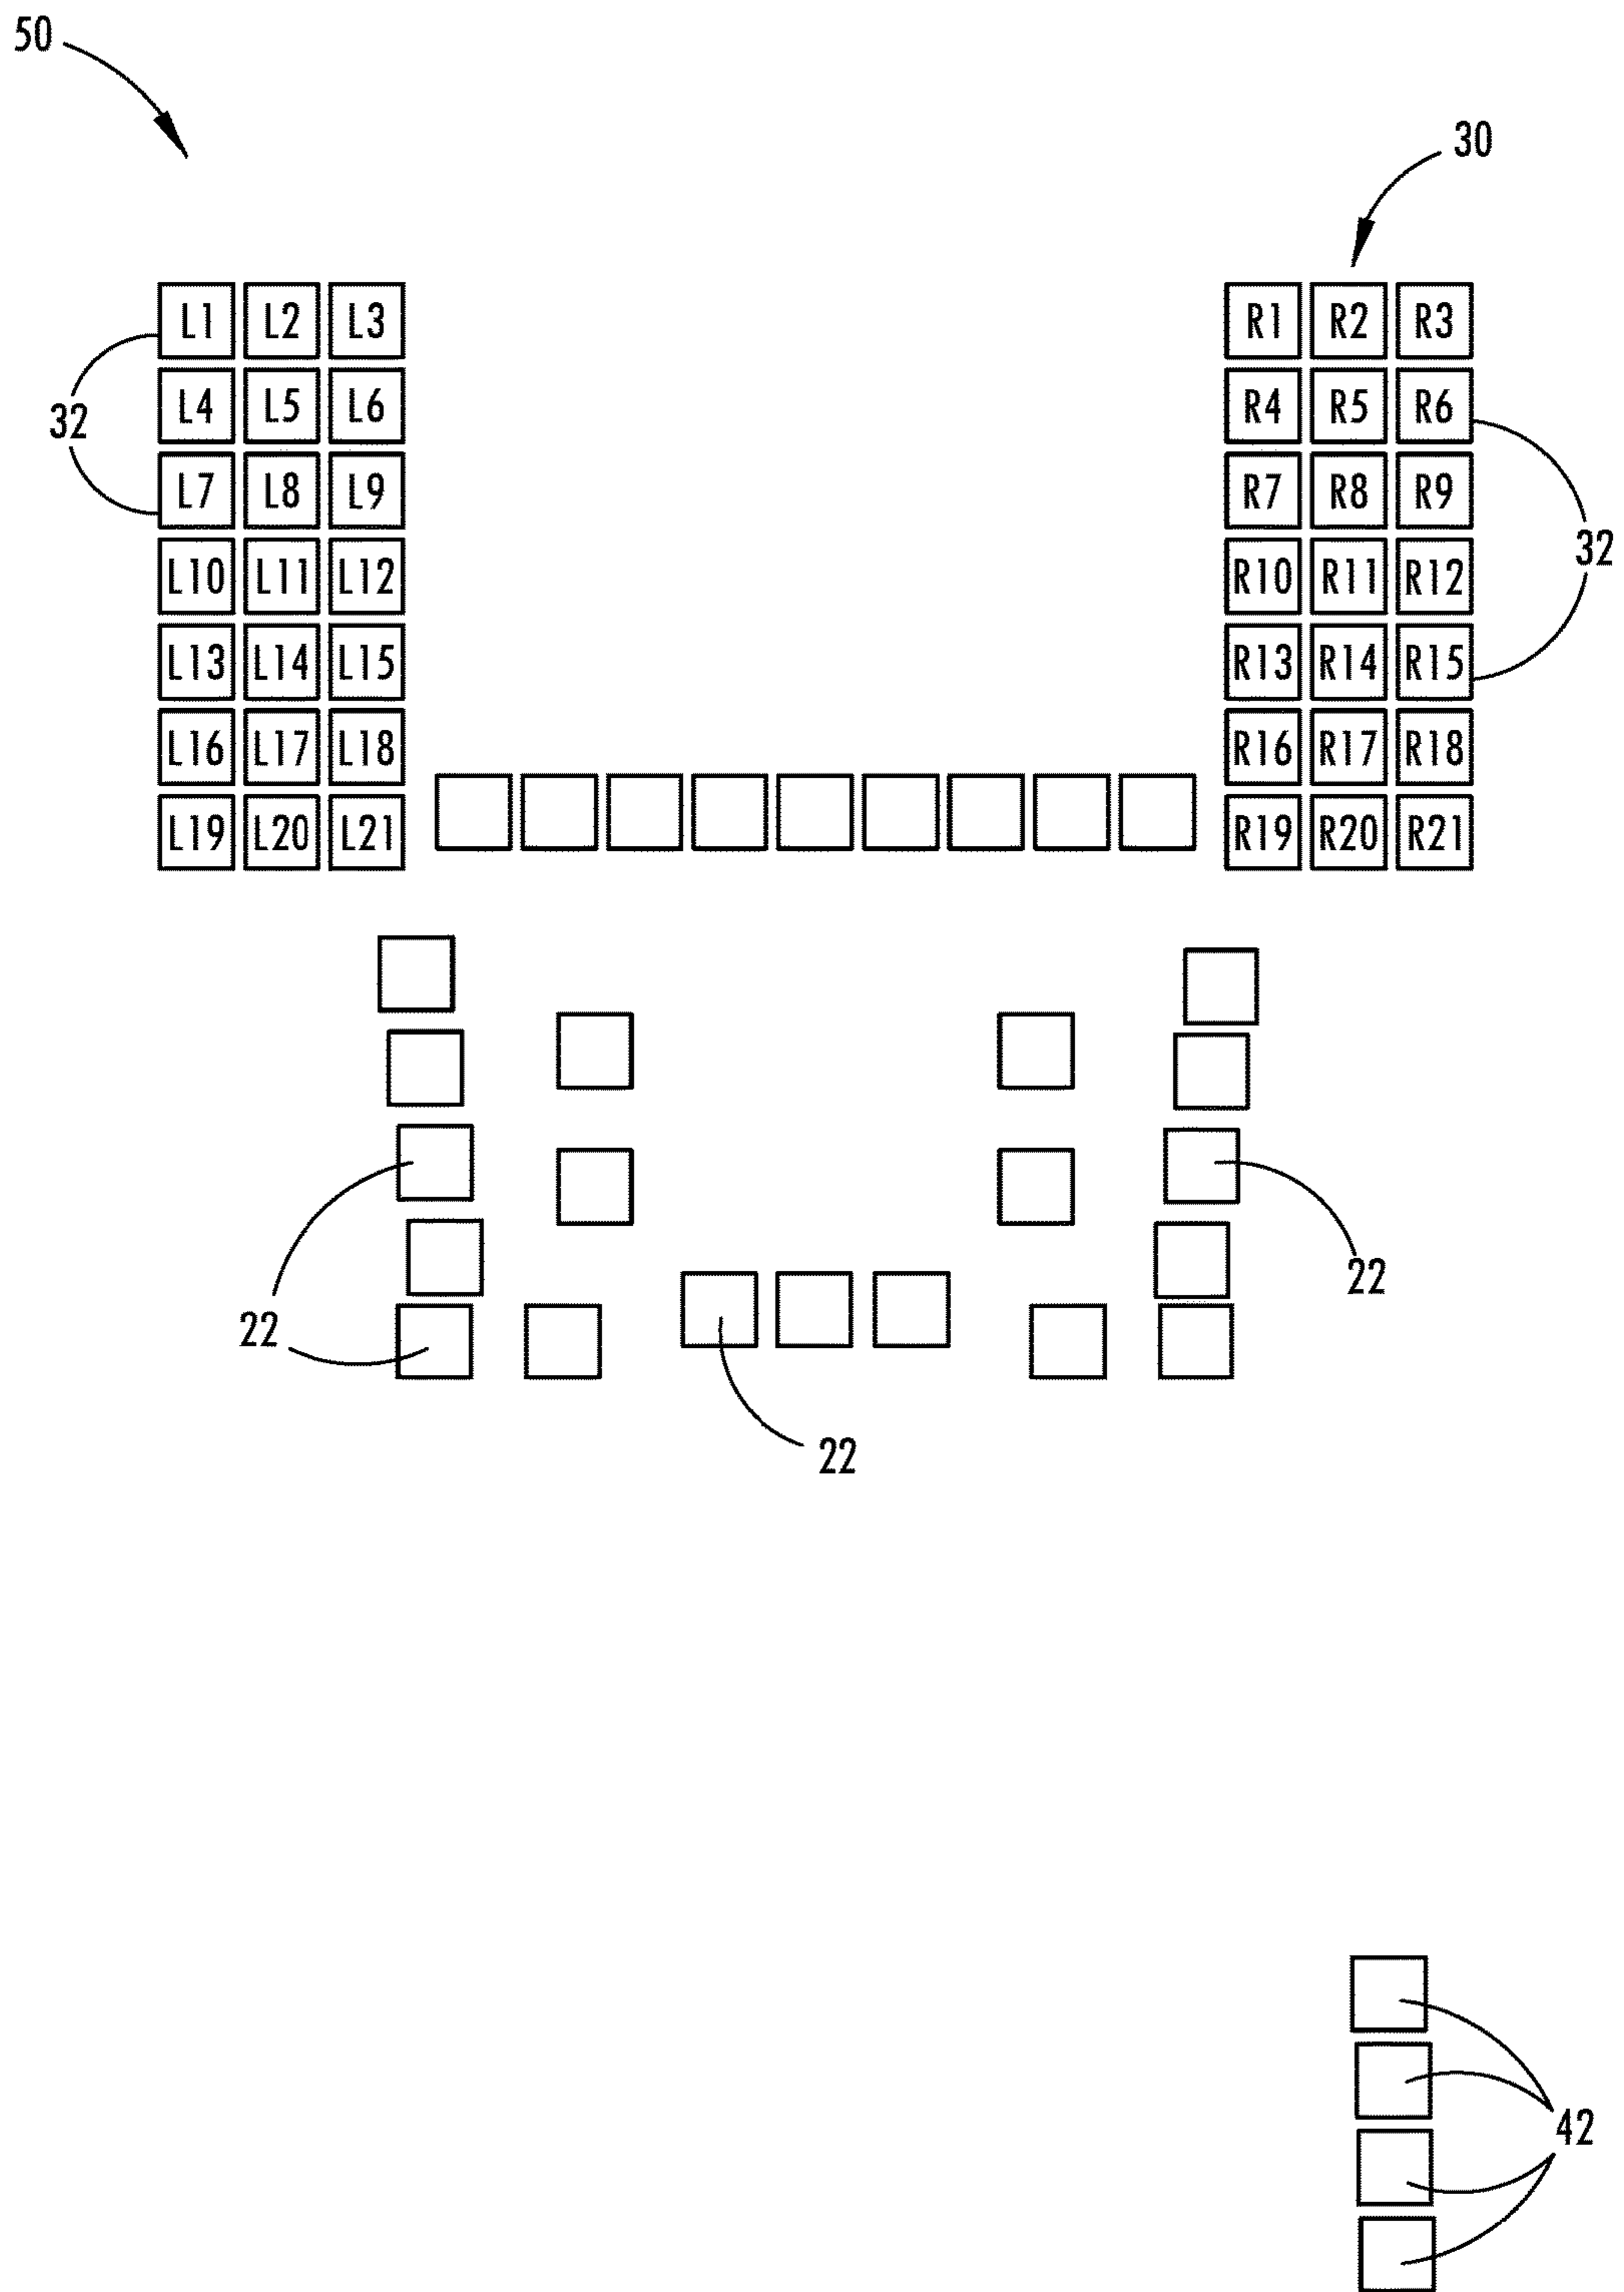 50
30
L1 L2 L3 R1 R2 R3
L4 L5 L6 R4 R5 R6
32
L7 L8 L9 R7 R8 R9
32
L10 L11 L12 R10 R11 R12
L13 L14 L15 R13 R14 R15
L16 L17 L18 R16 R17 R18
L19 L20 L21 R19 R20 R21
22
22
22
42